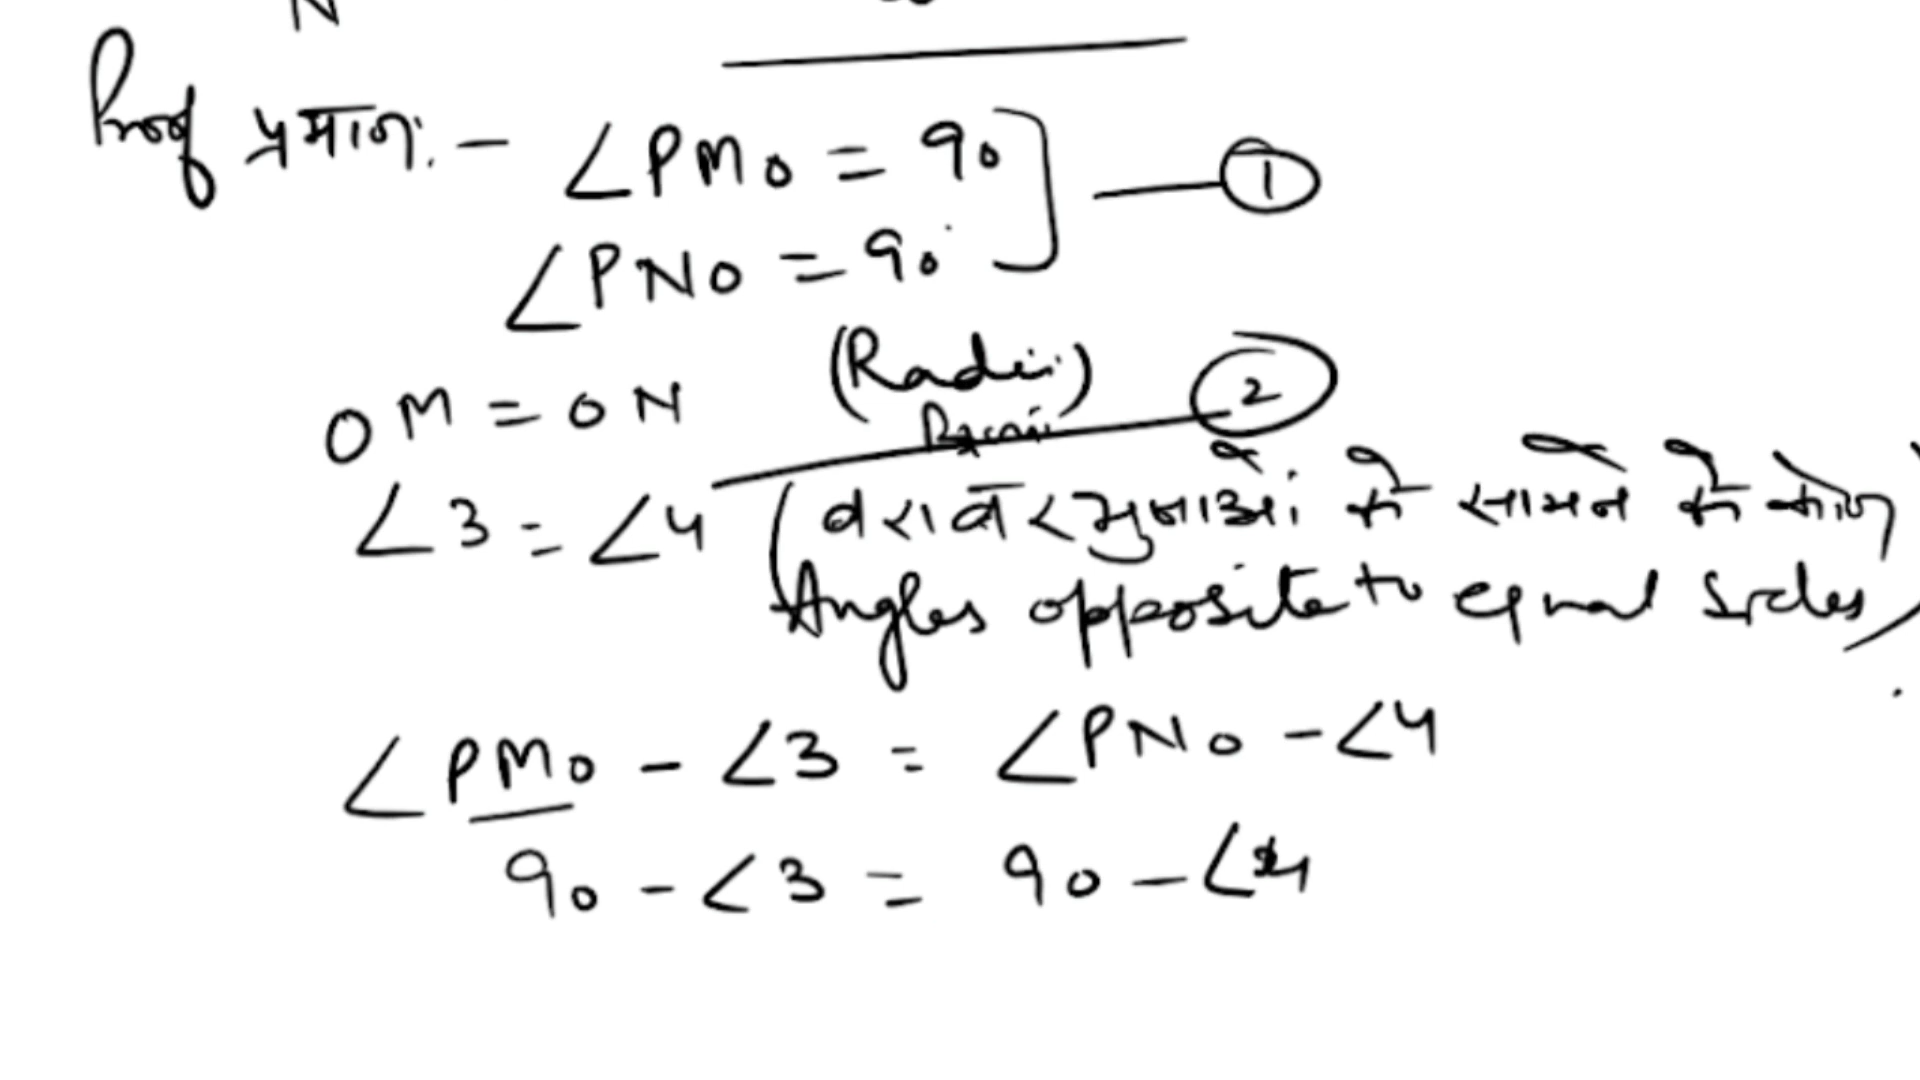 N
Proof प्रमाण:- ∠PMO = 90
∠PNO = 90° ] — ①
OM = ON (Radii) — ②
∠3 = ∠4 (बराबर भुजाओं के सामने के कोण
Angles opposite to equal sides)
∠PMO - ∠3 = ∠PNO - ∠4
90 - ∠3 = 90 - ∠4